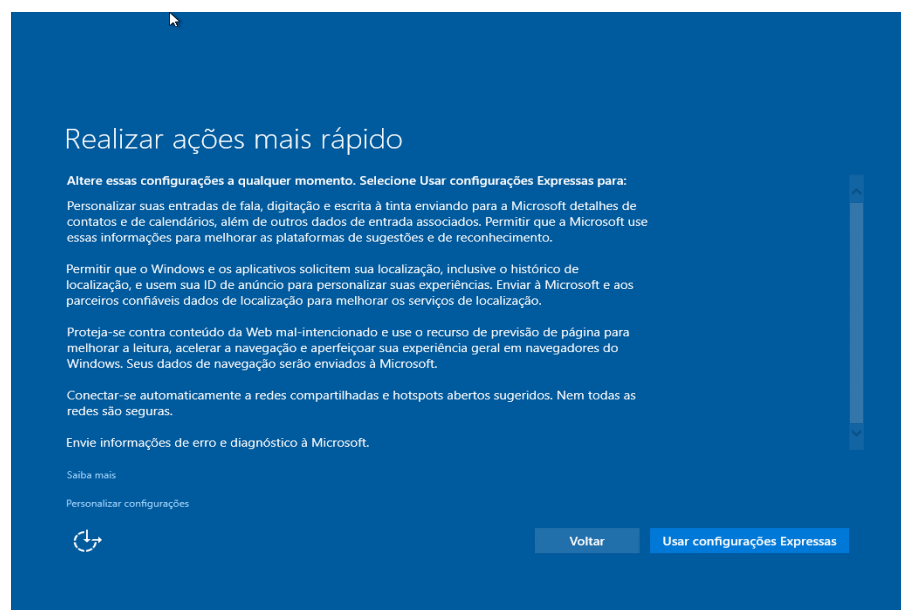 Realizar ações mais rápido
Altere essas configurações a qualquer momento. Selecione Usar configurações Expressas para:
Personalizar suas entradas de fala, digitação e escrita à tinta enviando para a Microsoft detalhes de
contatos e de calendários, além de outros dados de entrada associados. Permitir que a Microsoft use
essas informações para melhorar as plataformas de sugestões e de reconhecimento.
Permitir que o Windows e os aplicativos solicitem sua localização, inclusive o histórico de
localização, e usem sua ID de anúncio para personalizar suas experiências. Enviar à Microsoft e aos
parceiros confiáveis dados de localização para melhorar os serviços de localização.
Proteja-se contra conteúdo da Web mal-intencionado e use o recurso de previsão de página para
melhorar a leitura, acelerar a navegação e aperfeiçoar sua experiência geral em navegadores do
Windows. Seus dados de navegação serão enviados à Microsoft.
Conectar-se automaticamente a redes compartilhadas e hotspots abertos sugeridos. Nem todas as
redes são seguras.
Envie informações de erro e diagnóstico à Microsoft.
Saiba mais
Personalizar configurações
Voltar
Usar configurações Expressas